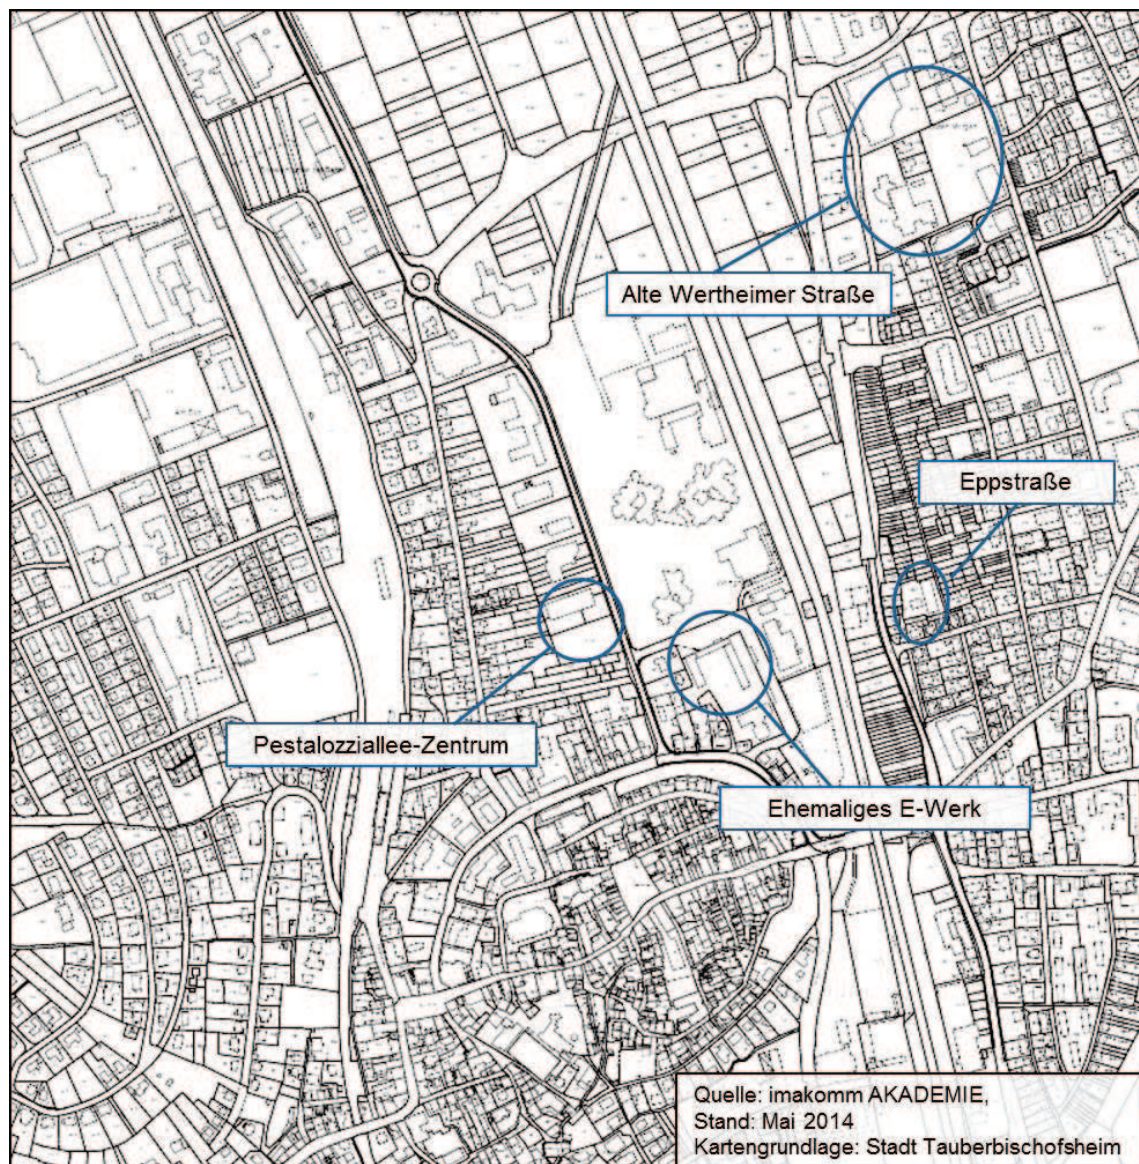 Alte Wertheimer Straße
Eppstraße
Pestalozziallee-Zentrum
Ehemaliges E-Werk
Quelle: imakomm AKADEMIE,
Stand: Mai 2014
Kartengrundlage: Stadt Tauberbischofsheim